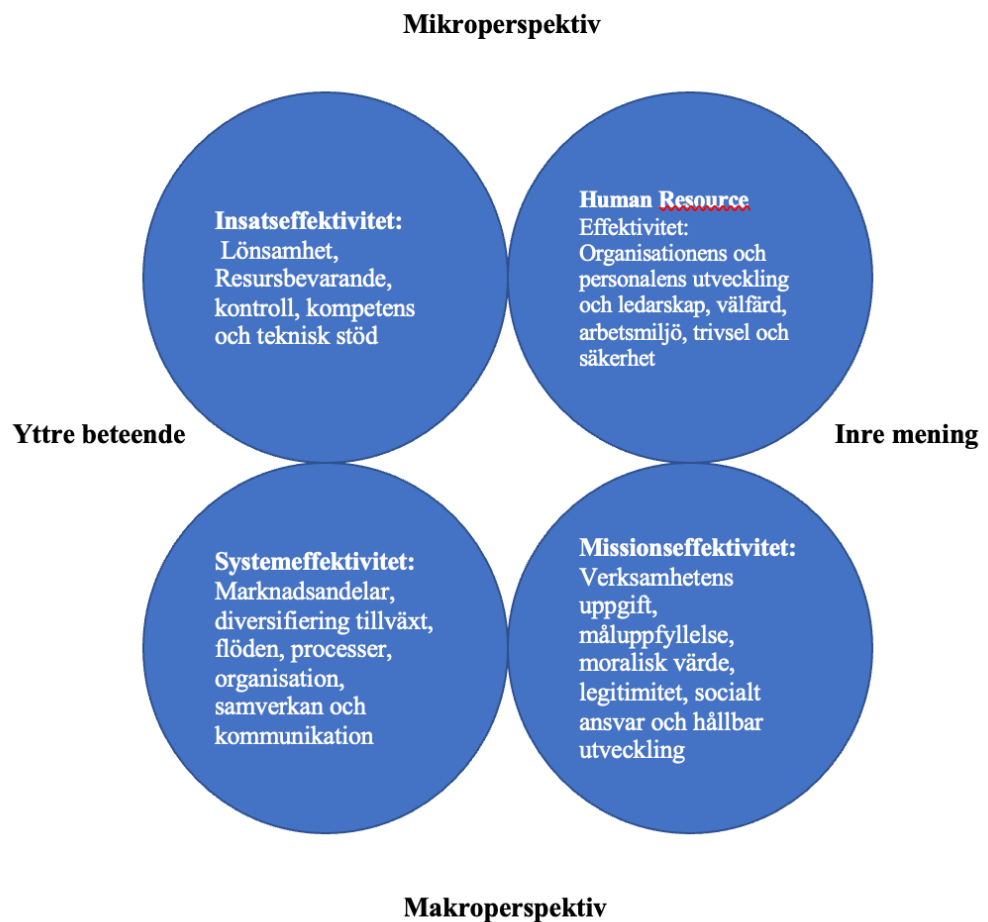 Mikroperspektiv
Insatseffektivitet:
Lönsamhet,
Resursbevarande,
kontroll, kompetens
och teknisk stöd
Human Resource
Effektivitet:
Organisationens och
personalens utveckling
och ledarskap, välfärd,
arbetsmiljö, trivsel och
säkerhet
Yttre beteende
Inre mening
Systemeffektivitet:
Marknadsandelar,
diversifiering tillväxt,
flöden, processer,
organisation,
samverkan och
kommunikation
Missionseffektivitet:
Verksamhetens
uppgift,
måluppfyllelse,
moralisk värde,
legitimitet, socialt
ansvar och hållbar
utveckling
Makroperspektiv